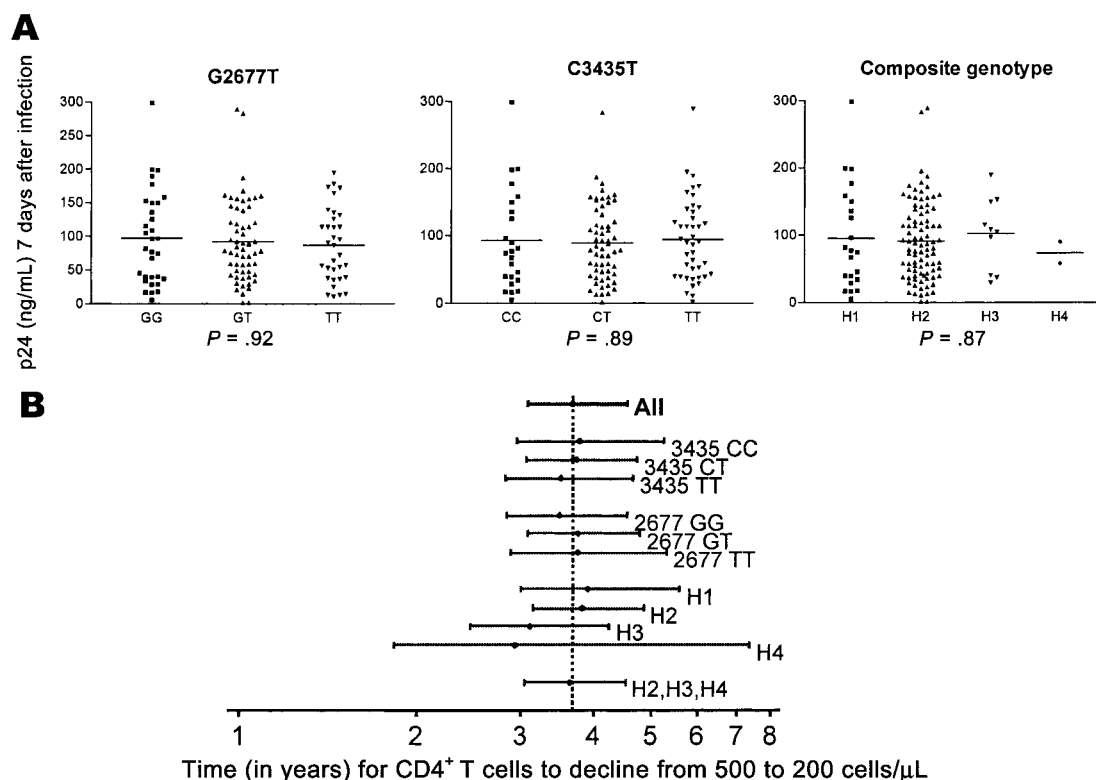 A
p24 (ng/mL) 7 days after infection
G2677T
300
250
200
150
100
50
0
GG GT TT
P = .92
C3435T
300
200
100
0
CC CT TT
P = .89
Composite genotype
300
200
100
0
H1 H2 H3 H4
P = .87
B
All
3435 CC
3435 CT
3435 TT
2677 GG
2677 GT
2677 TT
H1
H2
H3
H4
H2,H3,H4
1 2 3 4 5 6 7 8
Time (in years) for CD4⁺ T cells to decline from 500 to 200 cells/µL